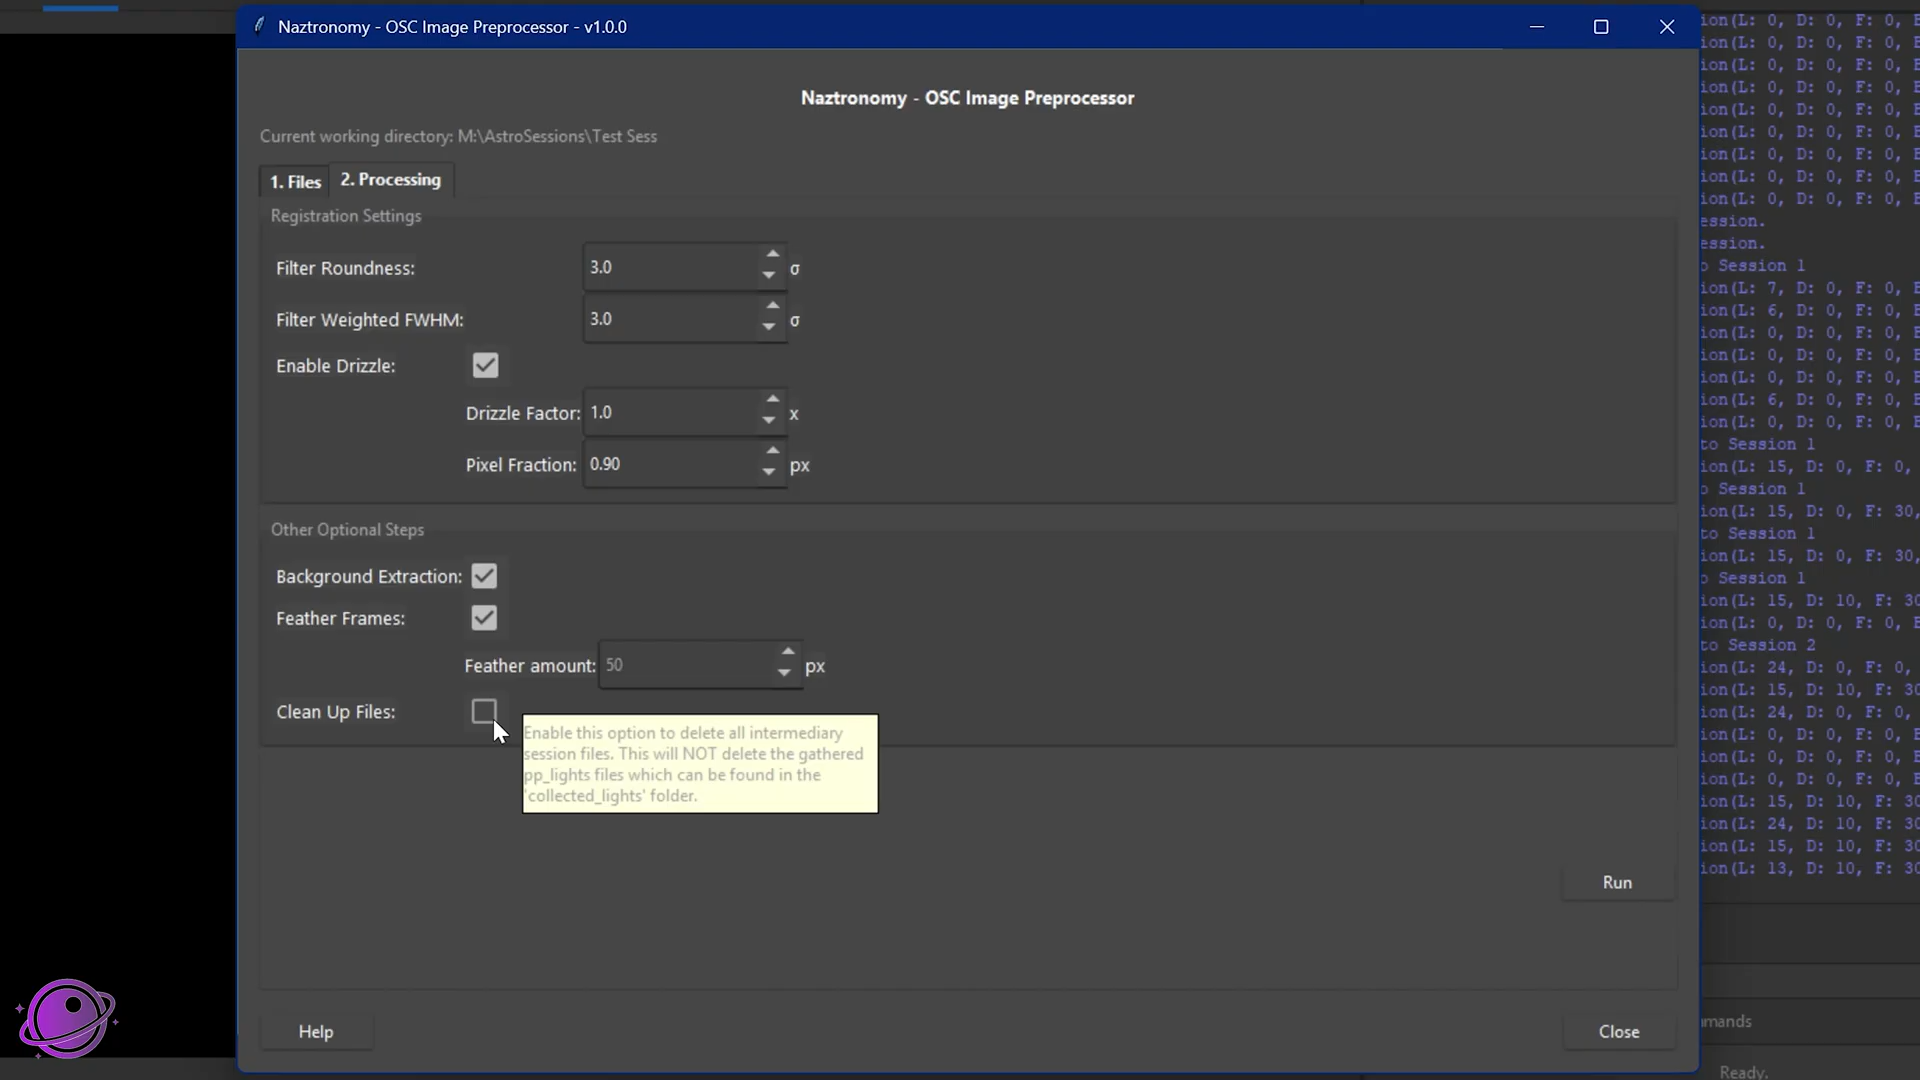 Naztronomy - OSC Image Preprocessor - v1.0.0
Naztronomy - OSC Image Preprocessor
Current working directory: M:\AstroSessions\Test Sess
1. Files
2. Processing
Registration Settings
Filter Roundness: 3.0 σ
Filter Weighted FWHM: 3.0 σ
Enable Drizzle:
Drizzle Factor: 1.0 x
Pixel Fraction: 0.90 px
Other Optional Steps
Background Extraction:
Feather Frames:
Feather amount: 50 px
Clean Up Files:
Enable this option to delete all intermediary
session files. This will NOT delete the gathered
pp_lights files which can be found in the
'collected_lights' folder.
Run
Help
Close
ion(L: 0, D: 0, F: 0,
ion(L: 0, D: 0, F: 0,
ion(L: 0, D: 0, F: 0,
ion(L: 0, D: 0, F: 0,
ion(L: 0, D: 0, F: 0,
ion(L: 0, D: 0, F: 0,
ion(L: 0, D: 0, F: 0,
ion(L: 0, D: 0, F: 0,
ion(L: 0, D: 0, F: 0,
ession.
ession.
o Session 1
ion(L: 7, D: 0, F: 0,
ion(L: 6, D: 0, F: 0,
ion(L: 0, D: 0, F: 0,
ion(L: 0, D: 0, F: 0,
ion(L: 0, D: 0, F: 0,
ion(L: 6, D: 0, F: 0,
ion(L: 0, D: 0, F: 0,
to Session 1
ion(L: 15, D: 0, F: 0,
o Session 1
ion(L: 15, D: 0, F: 30,
to Session 1
ion(L: 15, D: 0, F: 30,
o Session 1
ion(L: 15, D: 10, F: 30
ion(L: 0, D: 0, F: 0,
to Session 2
ion(L: 24, D: 0, F: 0,
ion(L: 15, D: 10, F: 30
ion(L: 24, D: 0, F: 0,
ion(L: 0, D: 0, F: 0,
ion(L: 0, D: 0, F: 0,
ion(L: 0, D: 0, F: 0,
ion(L: 15, D: 10, F: 30
ion(L: 24, D: 10, F: 30
ion(L: 15, D: 10, F: 30
ion(L: 13, D: 10, F: 30
mands
Ready.